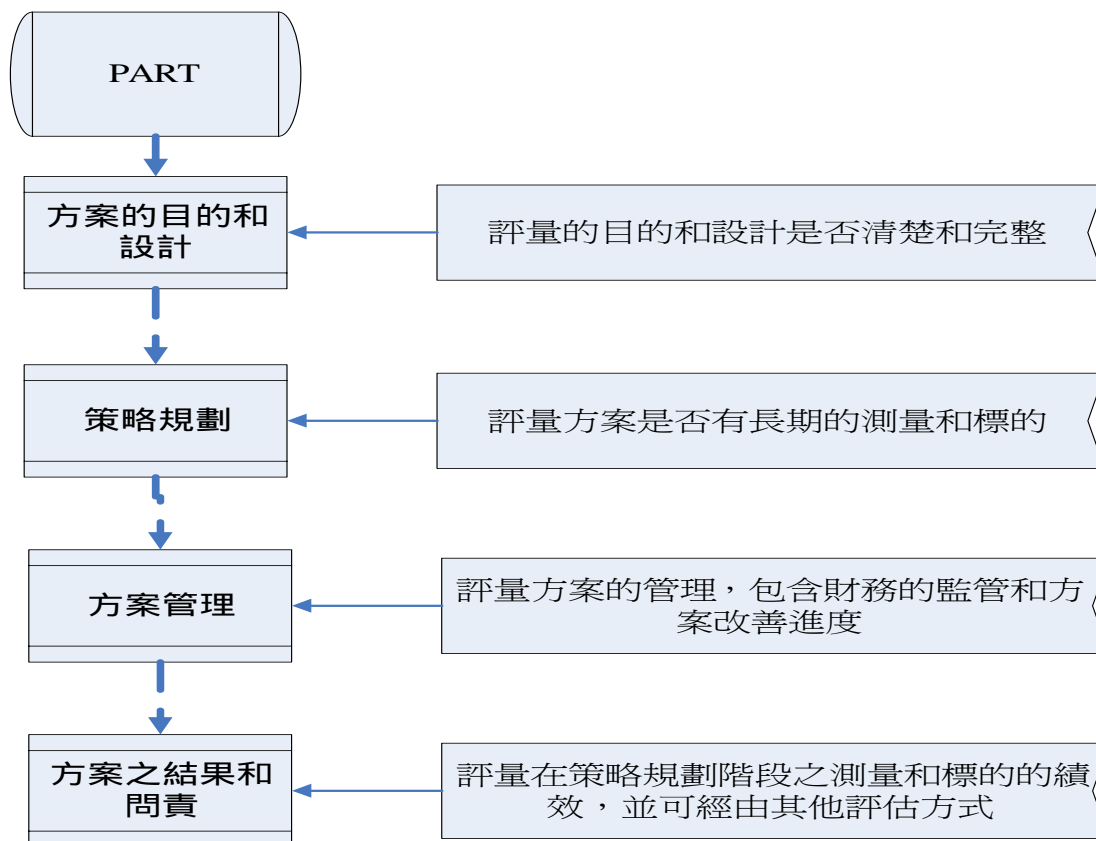 PART
方案的目的和
設計
評量的目的和設計是否清楚和完整
策略規劃
評量方案是否有長期的測量和標的
方案管理
評量方案的管理，包含財務的監管和方
案改善進度
方案之結果和
問責
評量在策略規劃階段之測量和標的的績
效，並可經由其他評估方式